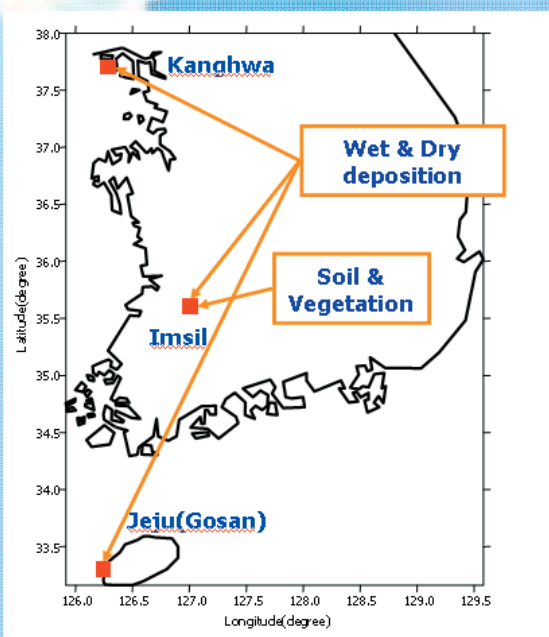 38.0
Kanghwa
37.5
37.0
Wet & Dry
deposition
36.5
36.0
Soil &
Vegetation
35.5
Imsil
Latitude(degree)
35.0
34.5
34.0
Jeju(Gosan)
33.5
126.0 126.5 127.0 127.5 128.0 128.5 129.0 129.5
Longitude(degree)